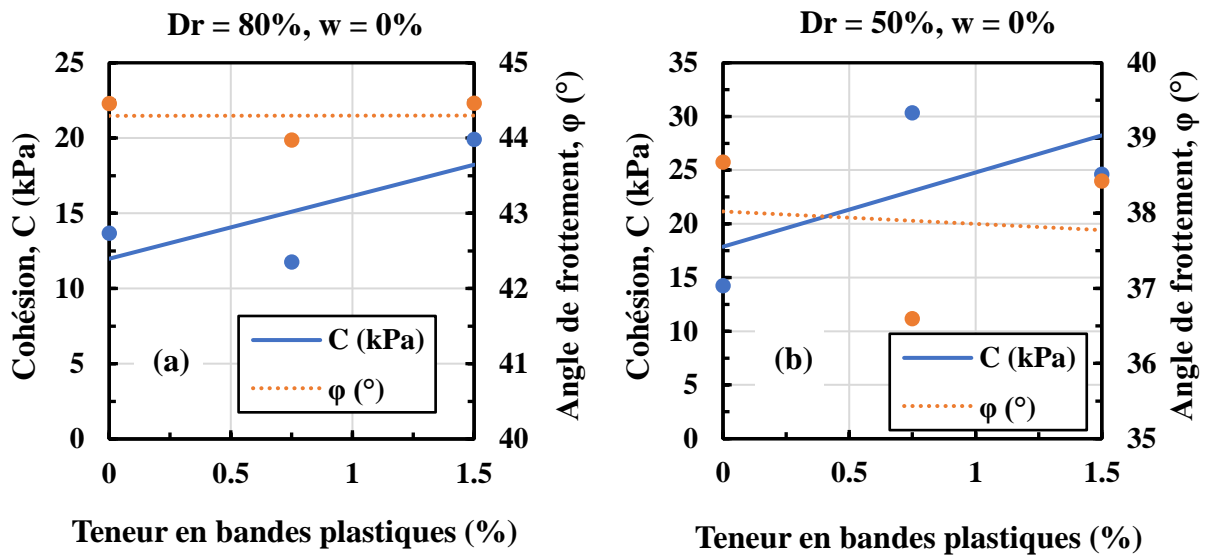 Dr = 80%, w = 0%
Cohésion, C (kPa)
25
20
15
10
5
0
45
44
43
42
41
40
Angle de frottement, φ (°)
(a)
C (kPa)
φ (°)
0
0.5
1
1.5
Teneur en bandes plastiques (%)
Dr = 50%, w = 0%
Cohésion, C (kPa)
35
30
25
20
15
10
5
0
40
39
38
37
36
35
Angle de frottement, φ (°)
(b)
C (kPa)
φ (°)
0
0.5
1
1.5
Teneur en bandes plastiques (%)